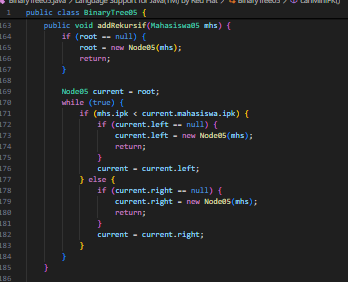 BinaryTree05.java > Language Support for Java(TM) by Red Hat > BinaryTree05 > cariMinIPK()
1 public class BinaryTree05 {
163 public void addRekursif(Mahasiswa05 mhs) {
164 if (root == null) {
165 root = new Node05(mhs);
166 return;
167 }
168
169 Node05 current = root;
170 while (true) {
171 if (mhs.ipk < current.mahasiswa.ipk) {
172 if (current.left == null) {
173 current.left = new Node05(mhs);
174 return;
175 }
176 current = current.left;
177 } else {
178 if (current.right == null) {
179 current.right = new Node05(mhs);
180 return;
181 }
182 current = current.right;
183 }
184 }
185 }
186